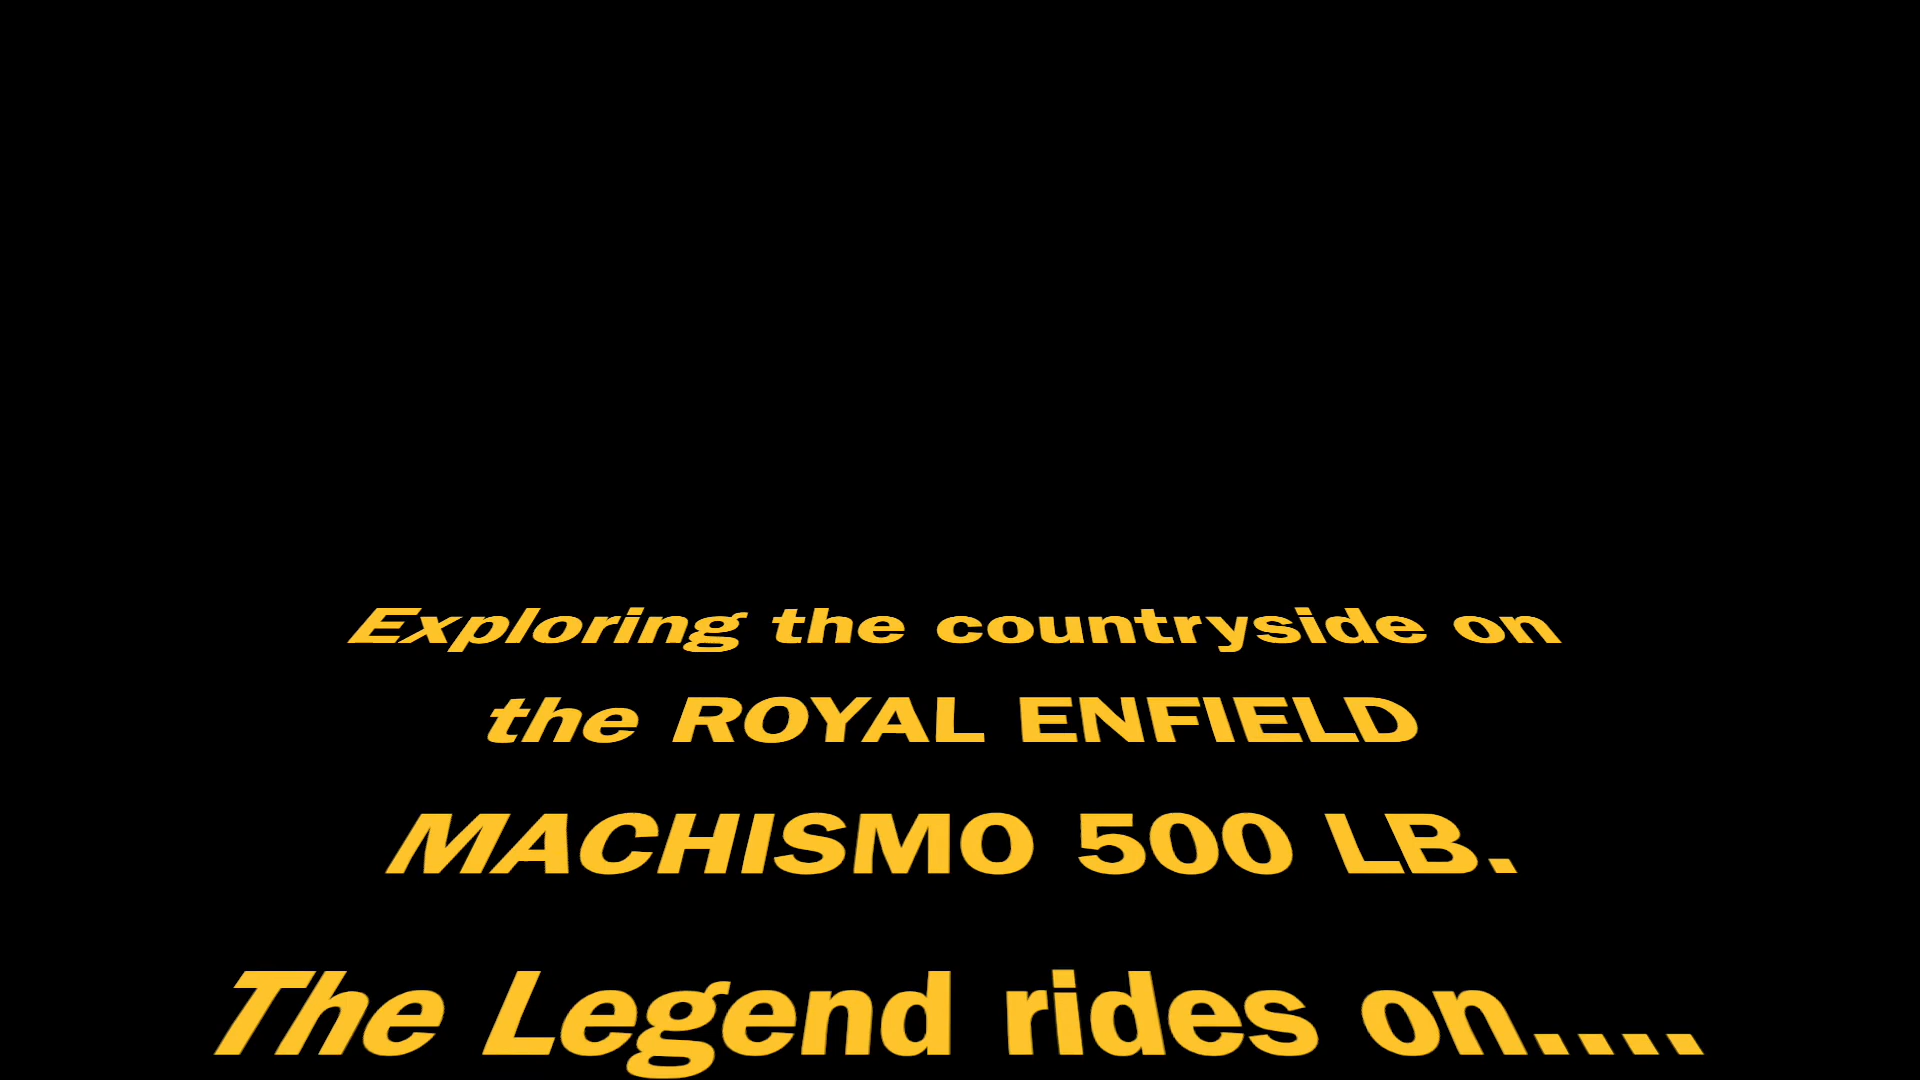 Exploring the countryside on
the ROYAL ENFIELD
MACHISMO 500 LB.
The Legend rides on....